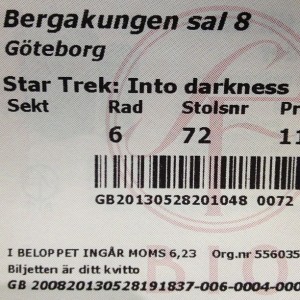 Bergakungen sal 8
Göteborg
Star Trek: Into darkness
Sekt Rad Stolsnr Pr
6 72 11
GB20130528201048 0072
I BELOPPET INGÅR MOMS 6,23 Org.nr 556035
Biljetten är ditt kvitto
GB 200820130528191837-006-0004-000